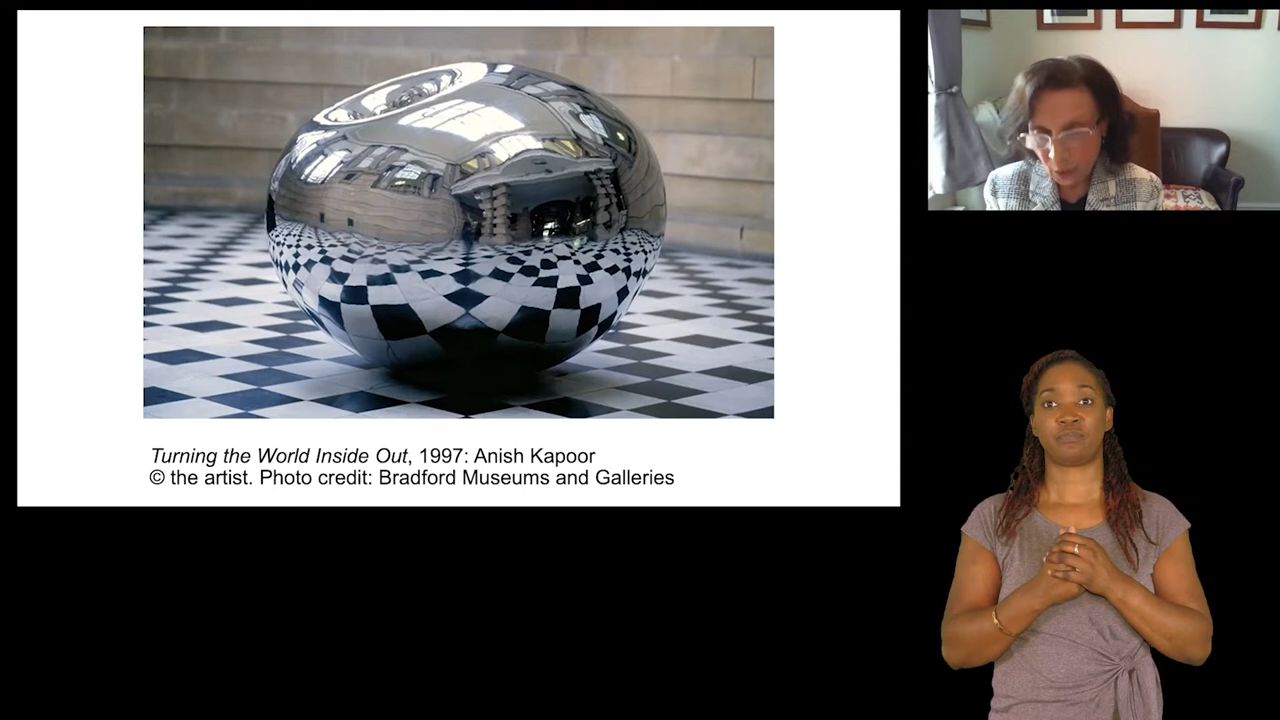 Turning the World Inside Out, 1997: Anish Kapoor
© the artist. Photo credit: Bradford Museums and Galleries